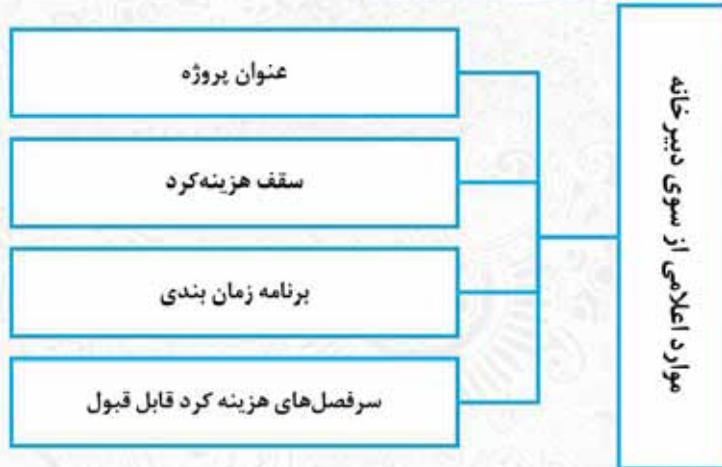 موارد اعلامی از سوی دبیرخانه
عنوان پروژه
سقف هزینه‌کرد
برنامه زمان بندی
سرفصل‌های هزینه کرد قابل قبول